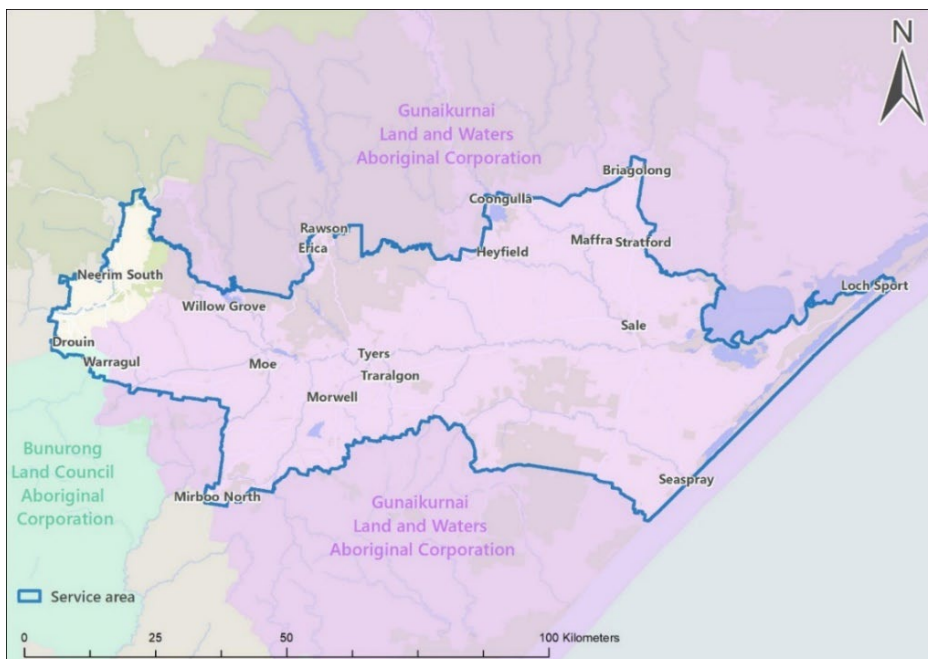 N
Gunaikurnai
Land and Waters
Aboriginal Corporation
Briagolong
Coongulla
Rawson
Erica
Heyfield
Maffra
Stratford
Neerim South
Willow Grove
Loch Sport
Sale
Drouin
Warragul
Moe
Tyers
Traralgon
Morwell
Bunurong
Land Council
Aboriginal
Corporation
Mirboo North
Seaspray
Gunaikurnai
Land and Waters
Aboriginal Corporation
Service area
0 25 50 100 Kilometers